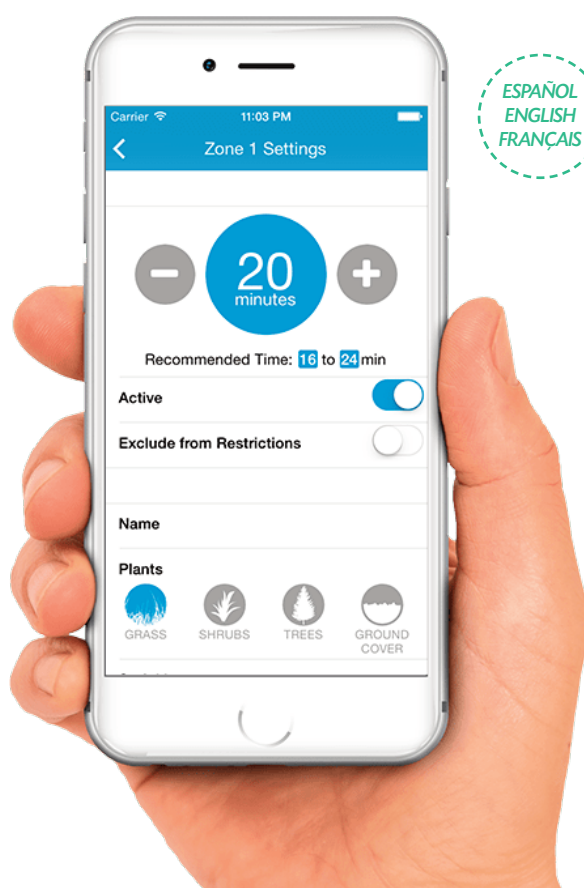 ESPAÑOL
ENGLISH
FRANÇAIS
Carrier 11:03 PM
Zone 1 Settings
20
minutes
Recommended Time: 16 to 24 min
Active
Exclude from Restrictions
Name
Plants
GRASS SHRUBS TREES GROUND
COVER